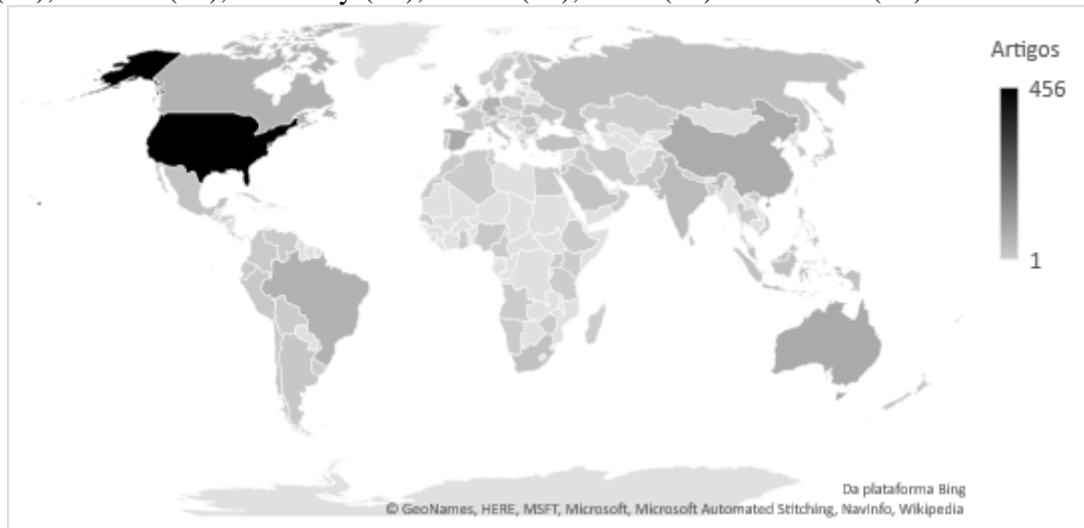 Artigos
456
1
Da plataforma Bing
© GeoNames, HERE, MSFT, Microsoft, Microsoft Automated Stitching, Navinfo, Wikipedia